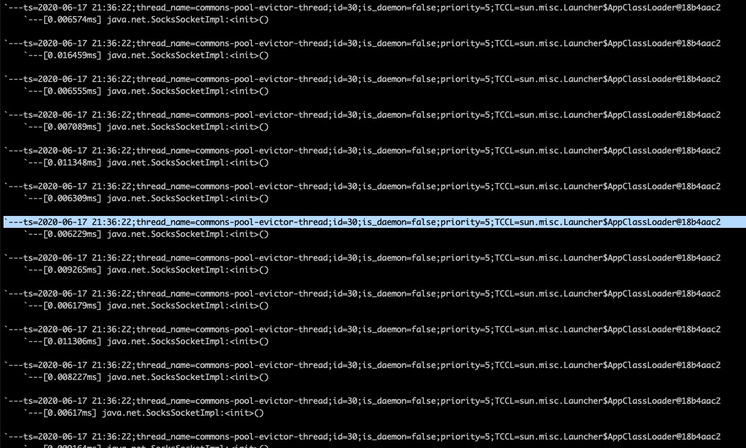 `---ts=2020-06-17 21:36:22;thread_name=commons-pool-evictor-thread;id=30;is_daemon=false;priority=5;TCCL=sun.misc.Launcher$AppClassLoader@18b4aac2
`---[0.006574ms] java.net.SocksSocketImpl:<init>()
`---ts=2020-06-17 21:36:22;thread_name=commons-pool-evictor-thread;id=30;is_daemon=false;priority=5;TCCL=sun.misc.Launcher$AppClassLoader@18b4aac2
`---[0.016459ms] java.net.SocksSocketImpl:<init>()
`---ts=2020-06-17 21:36:22;thread_name=commons-pool-evictor-thread;id=30;is_daemon=false;priority=5;TCCL=sun.misc.Launcher$AppClassLoader@18b4aac2
`---[0.006555ms] java.net.SocksSocketImpl:<init>()
`---ts=2020-06-17 21:36:22;thread_name=commons-pool-evictor-thread;id=30;is_daemon=false;priority=5;TCCL=sun.misc.Launcher$AppClassLoader@18b4aac2
`---[0.007089ms] java.net.SocksSocketImpl:<init>()
`---ts=2020-06-17 21:36:22;thread_name=commons-pool-evictor-thread;id=30;is_daemon=false;priority=5;TCCL=sun.misc.Launcher$AppClassLoader@18b4aac2
`---[0.011348ms] java.net.SocksSocketImpl:<init>()
`---ts=2020-06-17 21:36:22;thread_name=commons-pool-evictor-thread;id=30;is_daemon=false;priority=5;TCCL=sun.misc.Launcher$AppClassLoader@18b4aac2
`---[0.006309ms] java.net.SocksSocketImpl:<init>()
`---ts=2020-06-17 21:36:22;thread_name=commons-pool-evictor-thread;id=30;is_daemon=false;priority=5;TCCL=sun.misc.Launcher$AppClassLoader@18b4aac2
`---[0.006229ms] java.net.SocksSocketImpl:<init>()
`---ts=2020-06-17 21:36:22;thread_name=commons-pool-evictor-thread;id=30;is_daemon=false;priority=5;TCCL=sun.misc.Launcher$AppClassLoader@18b4aac2
`---[0.009265ms] java.net.SocksSocketImpl:<init>()
`---ts=2020-06-17 21:36:22;thread_name=commons-pool-evictor-thread;id=30;is_daemon=false;priority=5;TCCL=sun.misc.Launcher$AppClassLoader@18b4aac2
`---[0.006179ms] java.net.SocksSocketImpl:<init>()
`---ts=2020-06-17 21:36:22;thread_name=commons-pool-evictor-thread;id=30;is_daemon=false;priority=5;TCCL=sun.misc.Launcher$AppClassLoader@18b4aac2
`---[0.011306ms] java.net.SocksSocketImpl:<init>()
`---ts=2020-06-17 21:36:22;thread_name=commons-pool-evictor-thread;id=30;is_daemon=false;priority=5;TCCL=sun.misc.Launcher$AppClassLoader@18b4aac2
`---[0.008227ms] java.net.SocksSocketImpl:<init>()
`---ts=2020-06-17 21:36:22;thread_name=commons-pool-evictor-thread;id=30;is_daemon=false;priority=5;TCCL=sun.misc.Launcher$AppClassLoader@18b4aac2
`---[0.00617ms] java.net.SocksSocketImpl:<init>()
`---ts=2020-06-17 21:36:22;thread_name=commons-pool-evictor-thread;id=30;is_daemon=false;priority=5;TCCL=sun.misc.Launcher$AppClassLoader@18b4aac2